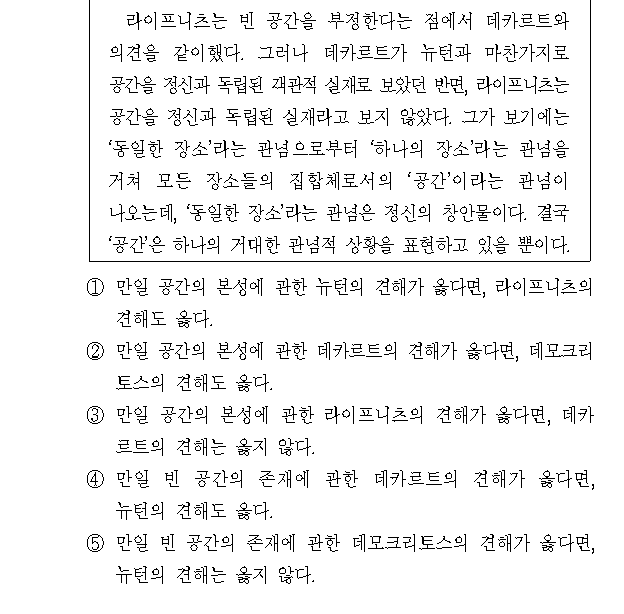 라이프니츠는 빈 공간을 부정한다는 점에서 데카르트와
의견을 같이했다. 그러나 데카르트가 뉴턴과 마찬가지로
공간을 정신과 독립된 객관적 실재로 보았던 반면, 라이프니츠는
공간을 정신과 독립된 실재라고 보지 않았다. 그가 보기에는
‘동일한 장소’라는 관념으로부터 ‘하나의 장소’라는 관념을
거쳐 모든 장소들의 집합체로서의 ‘공간’이라는 관념이
나오는데, ‘동일한 장소’라는 관념은 정신의 창안물이다. 결국
‘공간’은 하나의 거대한 관념적 상황을 표현하고 있을 뿐이다.
① 만일 공간의 본성에 관한 뉴턴의 견해가 옳다면, 라이프니츠의
견해도 옳다.
② 만일 공간의 본성에 관한 데카르트의 견해가 옳다면, 데모크리
토스의 견해도 옳다.
③ 만일 공간의 본성에 관한 라이프니츠의 견해가 옳다면, 데카
르트의 견해는 옳지 않다.
④ 만일 빈 공간의 존재에 관한 데카르트의 견해가 옳다면,
뉴턴의 견해도 옳다.
⑤ 만일 빈 공간의 존재에 관한 데모크리토스의 견해가 옳다면,
뉴턴의 견해는 옳지 않다.